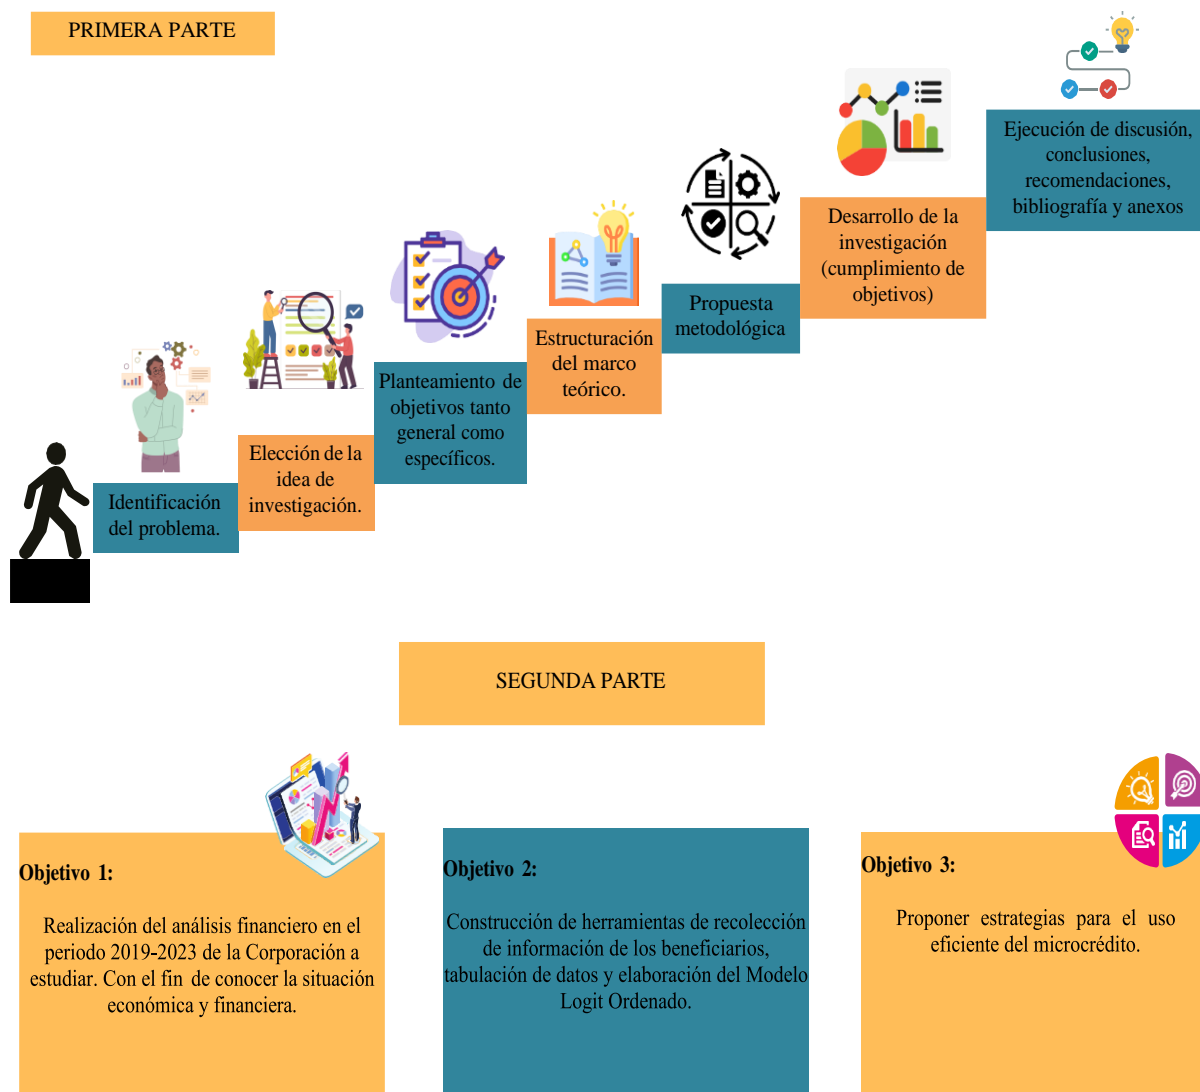 PRIMERA PARTE
Identificación
del problema.
Elección de la
idea de
investigación.
Planteamiento de
objetivos tanto
general como
específicos.
Estructuración
del marco
teórico.
Propuesta
metodológica
Desarrollo de la
investigación
(cumplimiento de
objetivos)
Ejecución de discusión,
conclusiones,
recomendaciones,
bibliografía y anexos
SEGUNDA PARTE
Objetivo 1:
Realización del análisis financiero en el
periodo 2019-2023 de la Corporación a
estudiar. Con el fin de conocer la situación
económica y financiera.
Objetivo 2:
Construcción de herramientas de recolección
de información de los beneficiarios,
tabulación de datos y elaboración del Modelo
Logit Ordenado.
Objetivo 3:
Proponer estrategias para el uso
eficiente del microcrédito.